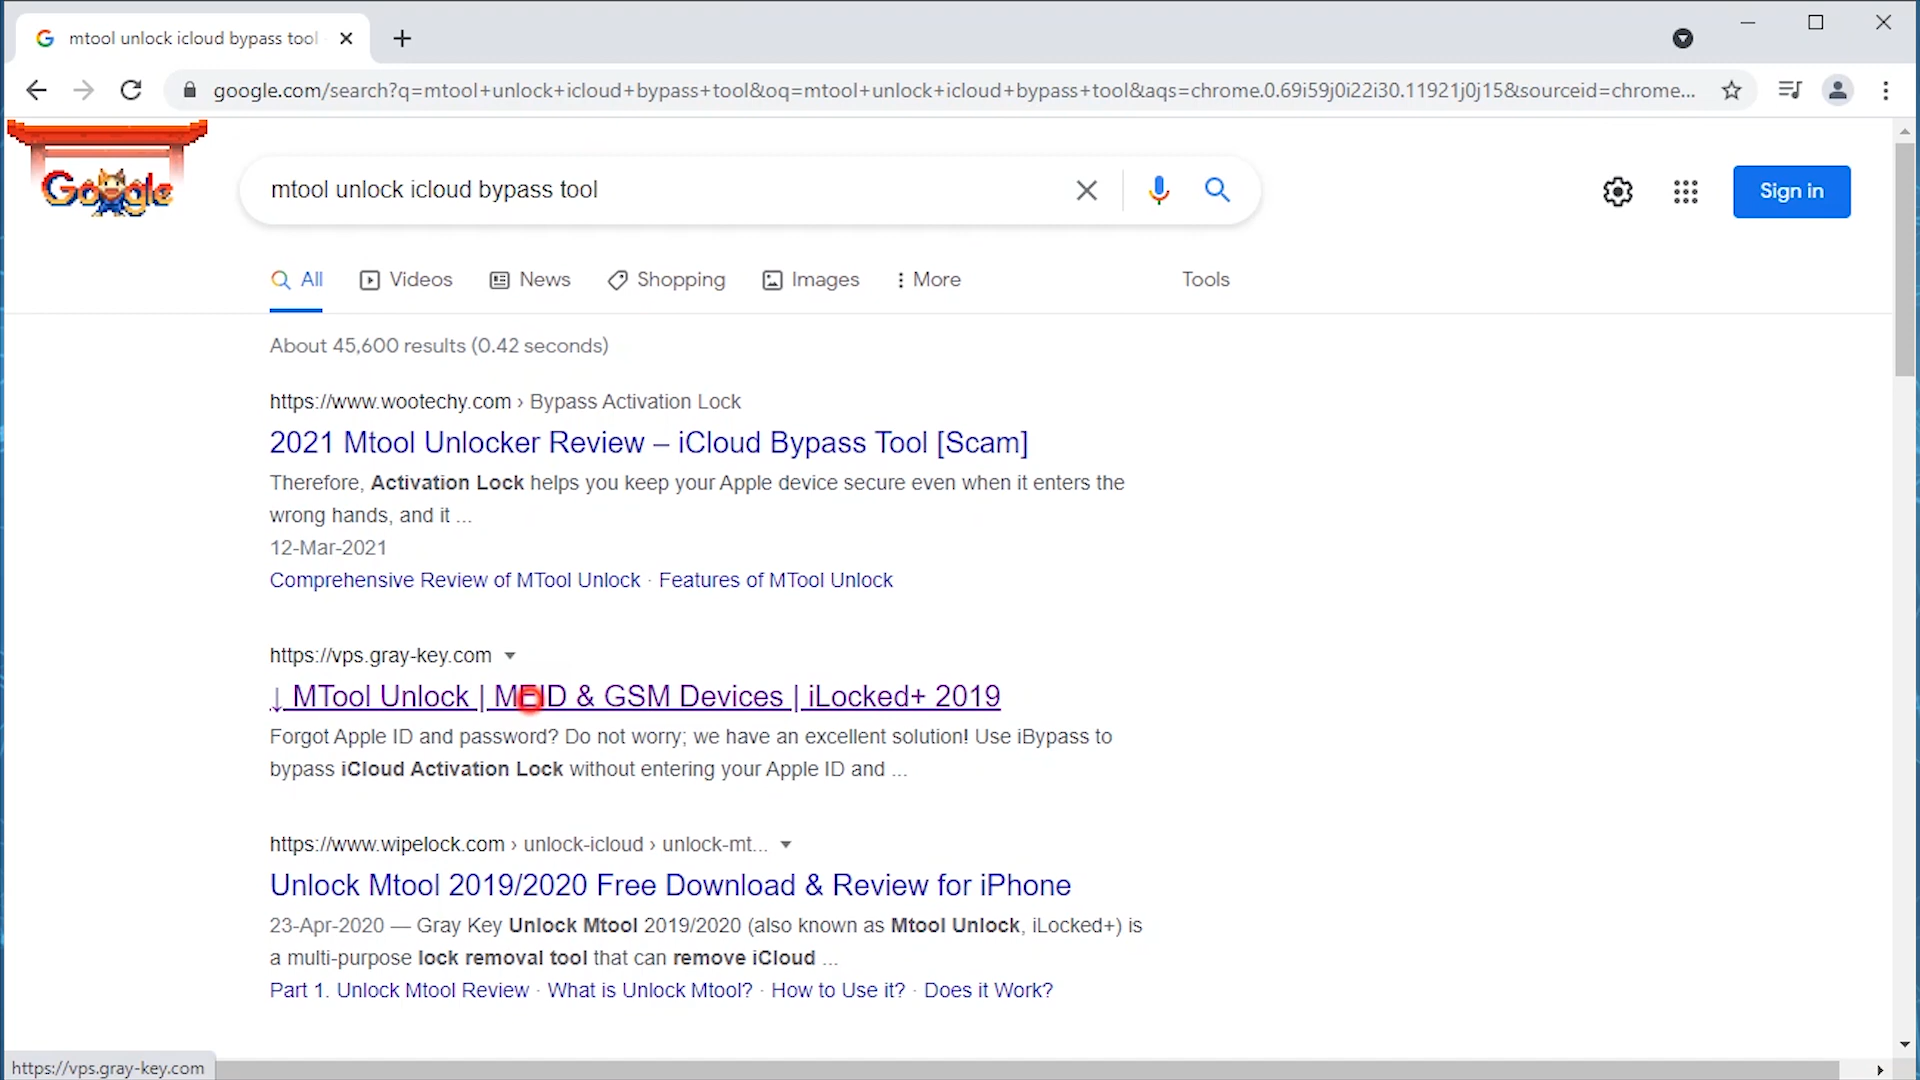 mtool unlock icloud bypass tool
google.com/search?q=mtool+unlock+icloud+bypass+tool&oq=mtool+unlock+icloud+bypass+tool&aqs=chrome.0.69i59j0i22i30.11921j0j15&sourceid=chrome...
Google
mtool unlock icloud bypass tool
Sign in
All Videos News Shopping Images More Tools
About 45,600 results (0.42 seconds)
https://www.wootechy.com › Bypass Activation Lock
2021 Mtool Unlocker Review – iCloud Bypass Tool [Scam]
Therefore, Activation Lock helps you keep your Apple device secure even when it enters the
wrong hands, and it ...
12-Mar-2021
Comprehensive Review of MTool Unlock · Features of MTool Unlock
https://vps.gray-key.com
↓ MTool Unlock | MEID & GSM Devices | iLocked+ 2019
Forgot Apple ID and password? Do not worry; we have an excellent solution! Use iBypass to
bypass iCloud Activation Lock without entering your Apple ID and ...
https://www.wipelock.com › unlock-icloud › unlock-mt...
Unlock Mtool 2019/2020 Free Download & Review for iPhone
23-Apr-2020 — Gray Key Unlock Mtool 2019/2020 (also known as Mtool Unlock, iLocked+) is
a multi-purpose lock removal tool that can remove iCloud ...
Part 1. Unlock Mtool Review · What is Unlock Mtool? · How to Use it? · Does it Work?
https://vps.gray-key.com